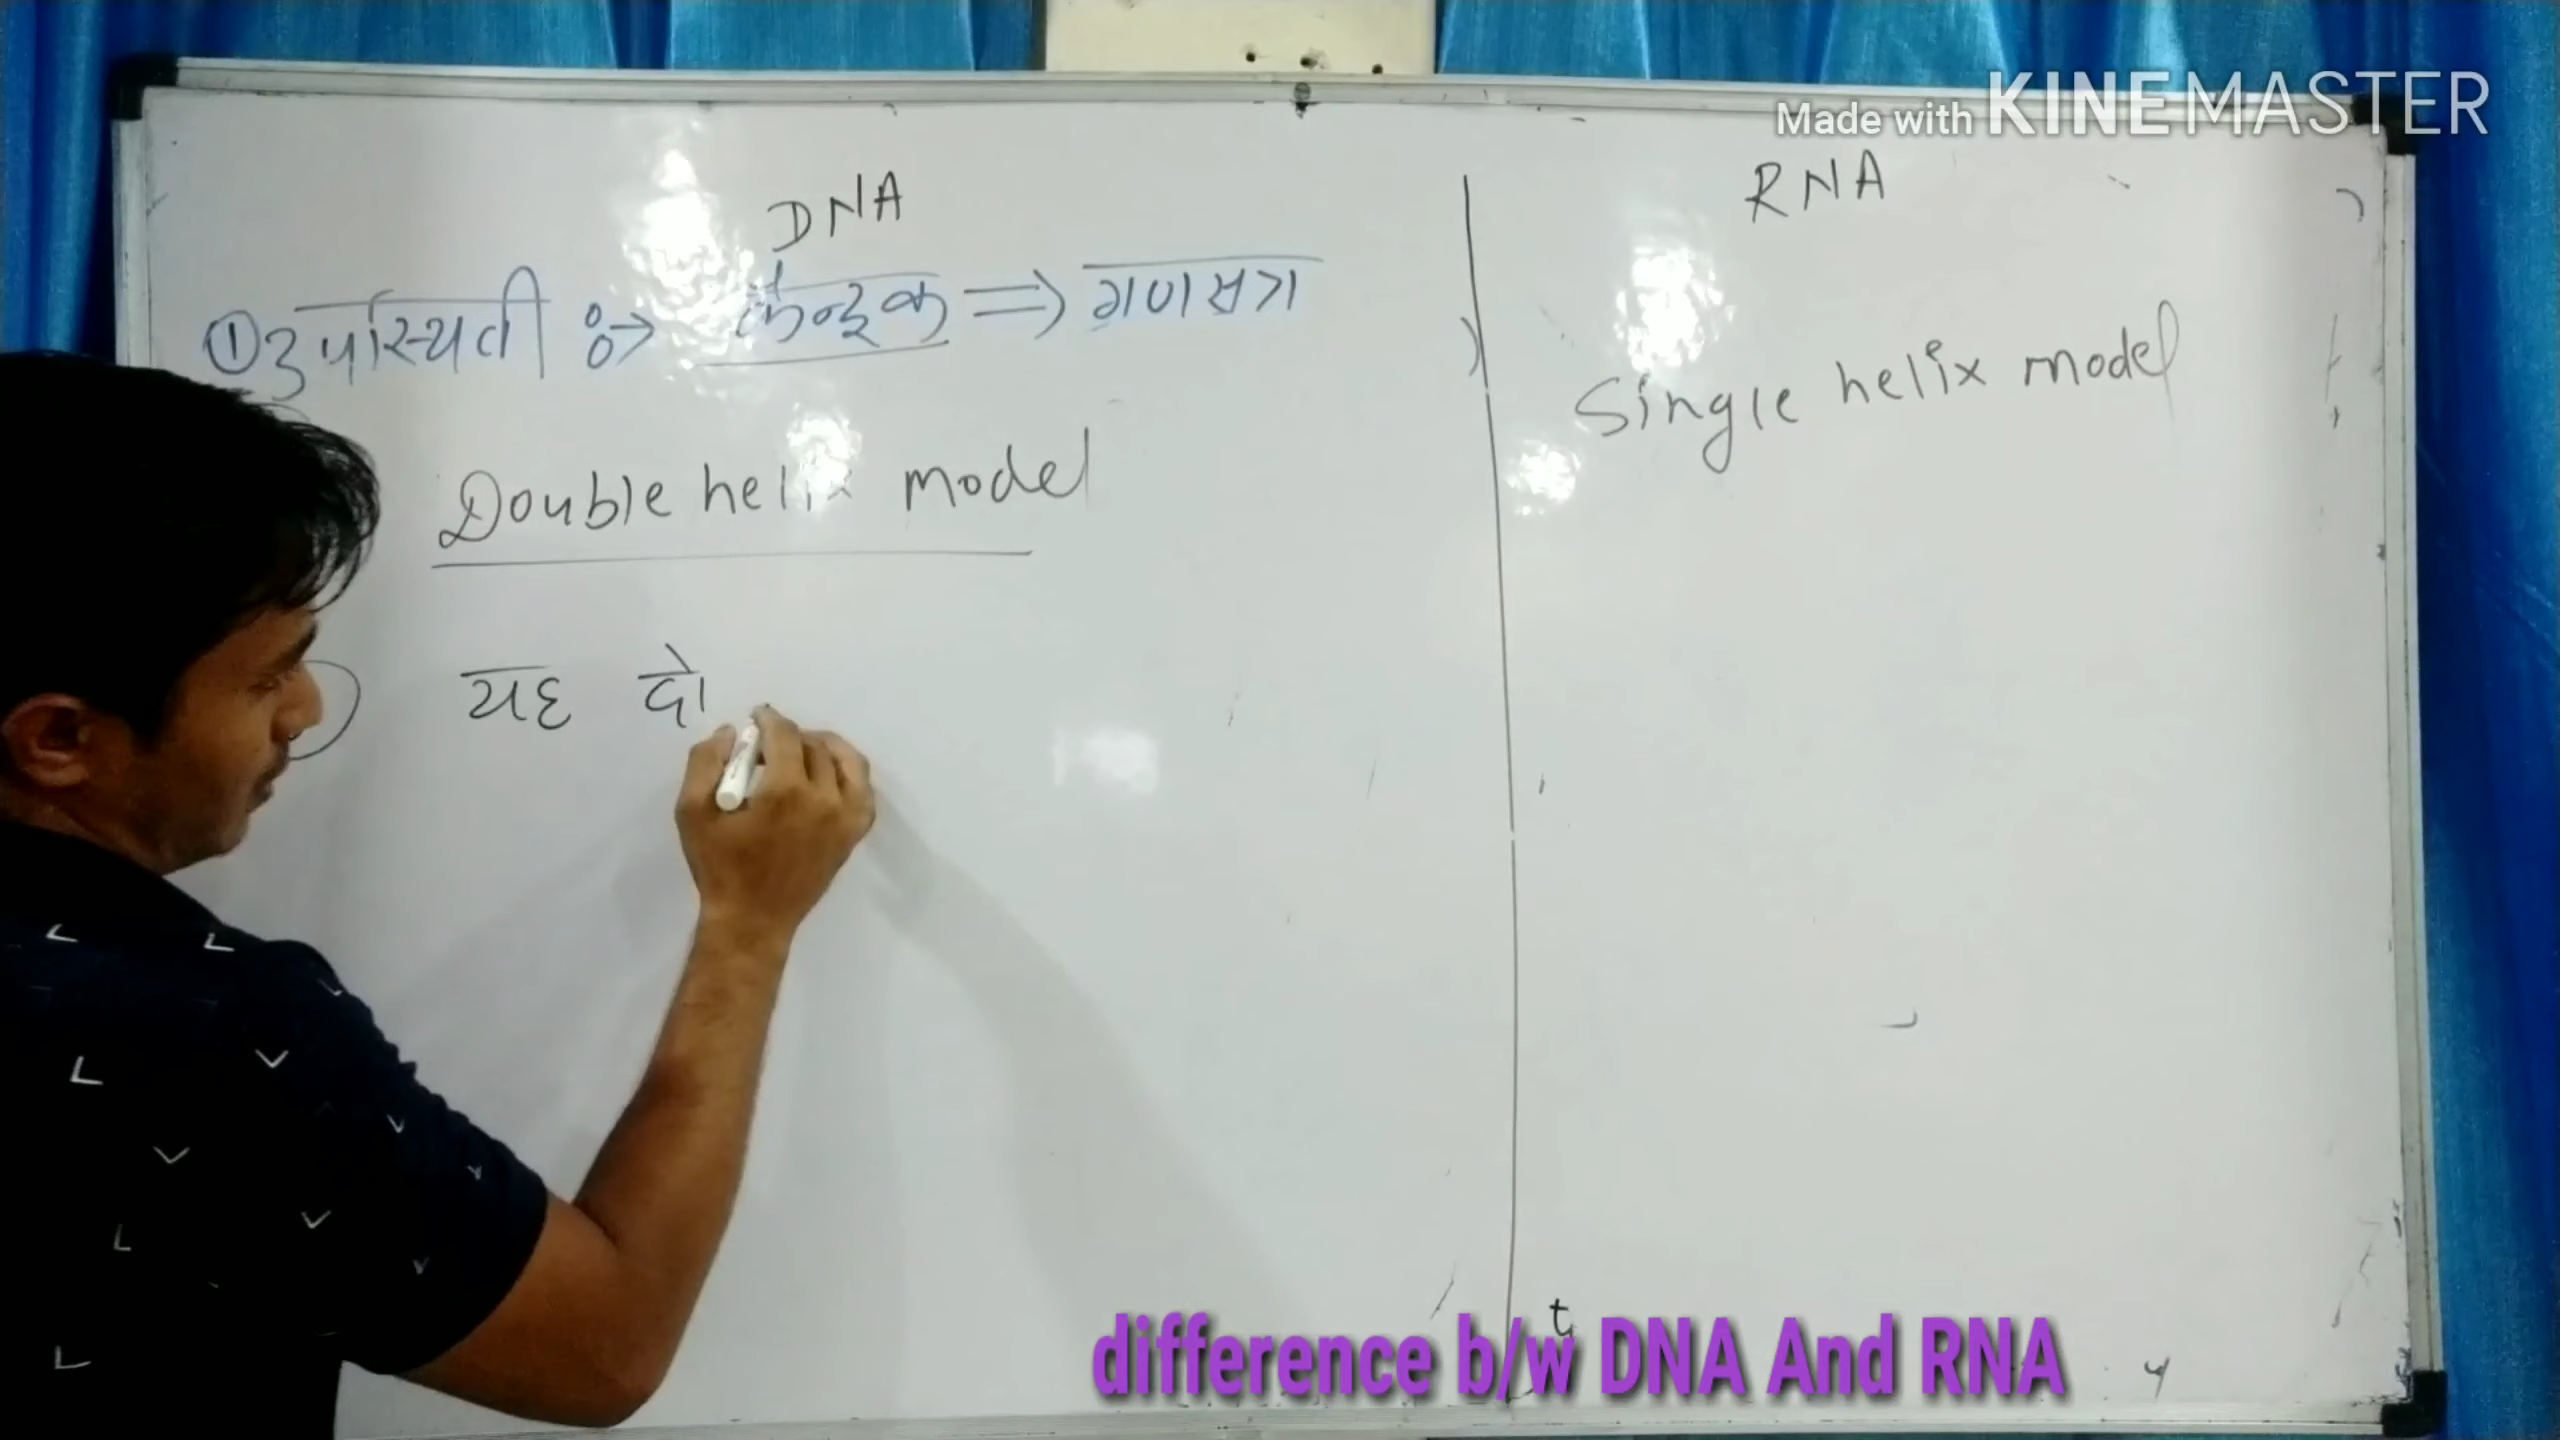 Made with KINEMASTER
DNA
RNA
① उपस्थिती :→ केन्द्रक ⇒ गुणसूत्र
Single helix model
Double helix model
यह दो
difference b/w DNA And RNA